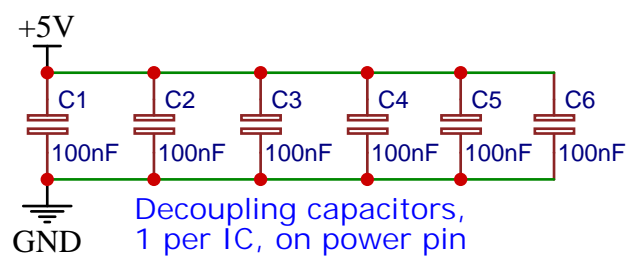 +5V
C1 C2 C3 C4 C5 C6
100nF 100nF 100nF 100nF 100nF 100nF
Decoupling capacitors,
1 per IC, on power pin
GND